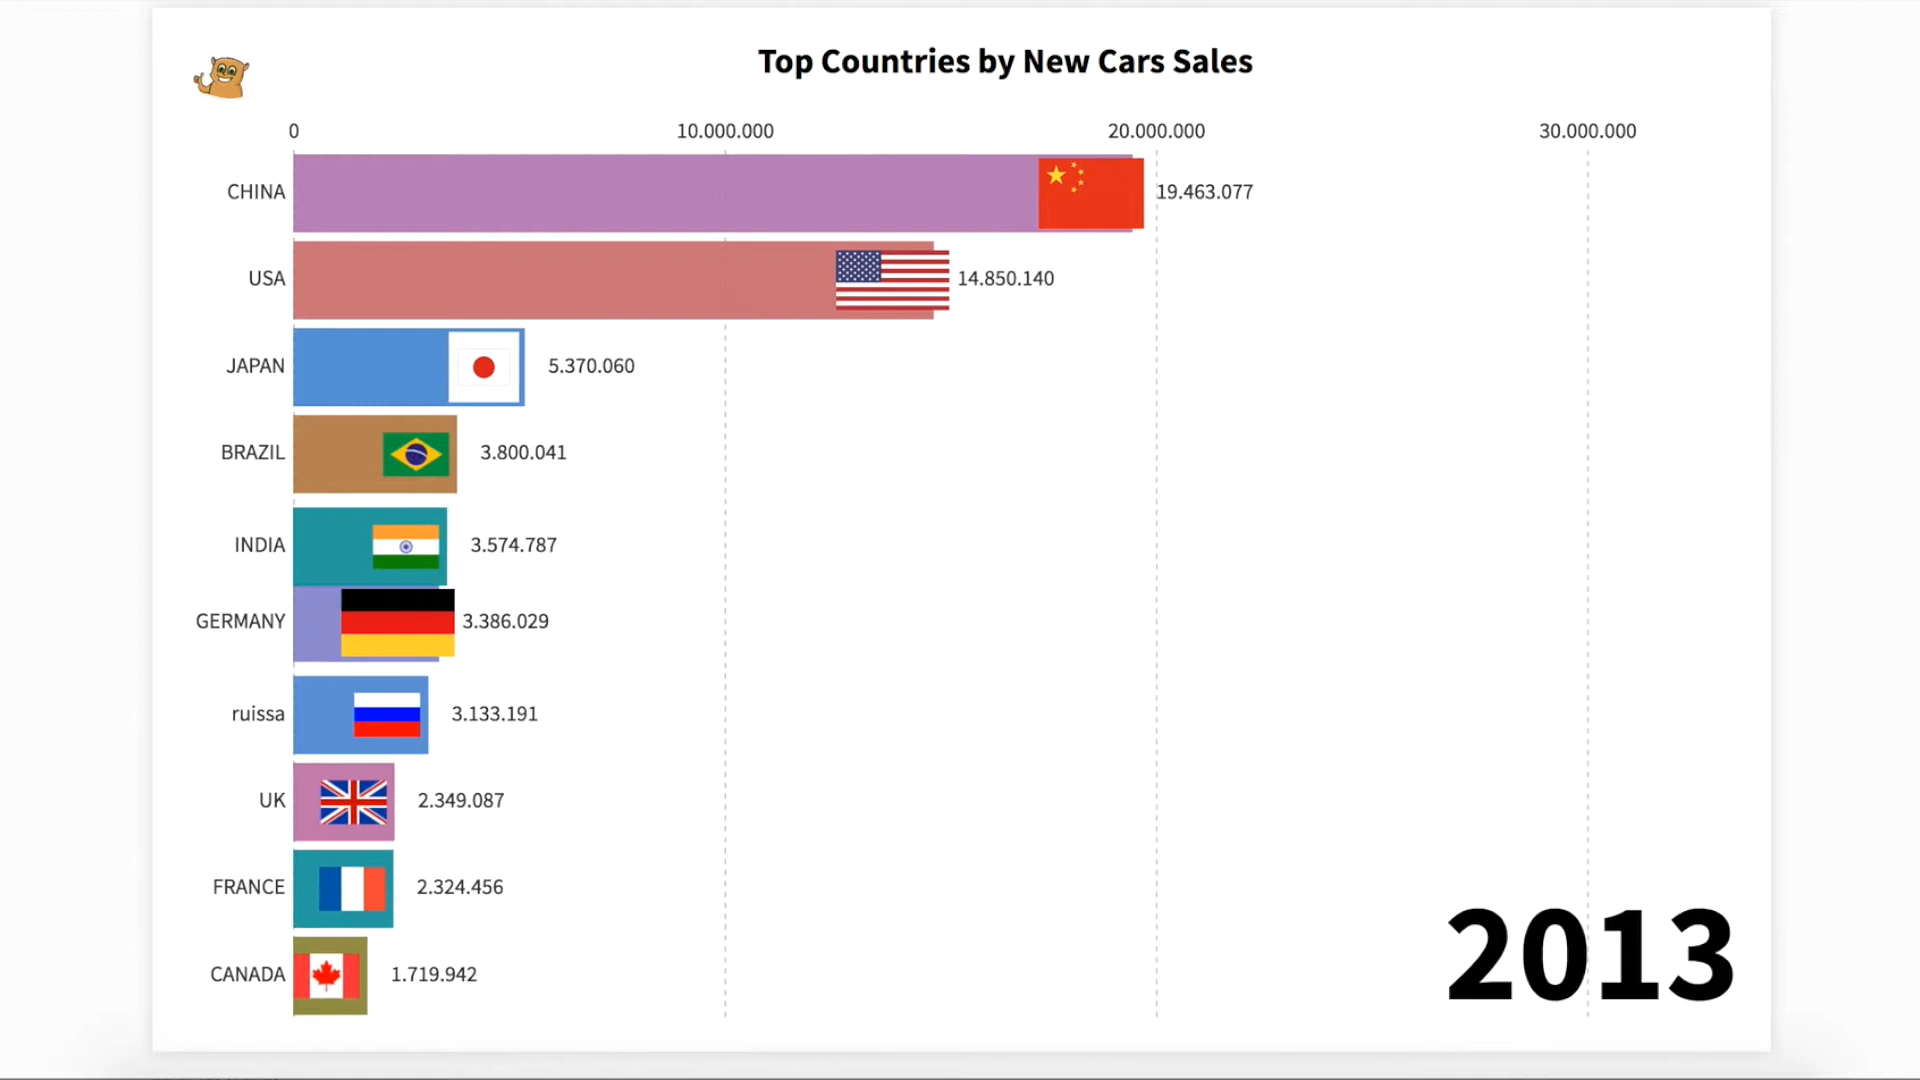 Top Countries by New Cars Sales
0 10.000.000 20.000.000 30.000.000
CHINA 19.463.077
USA 14.850.140
JAPAN 5.370.060
BRAZIL 3.800.041
INDIA 3.574.787
GERMANY 3.386.029
ruissa 3.133.191
UK 2.349.087
FRANCE 2.324.456
CANADA 1.719.942
2013